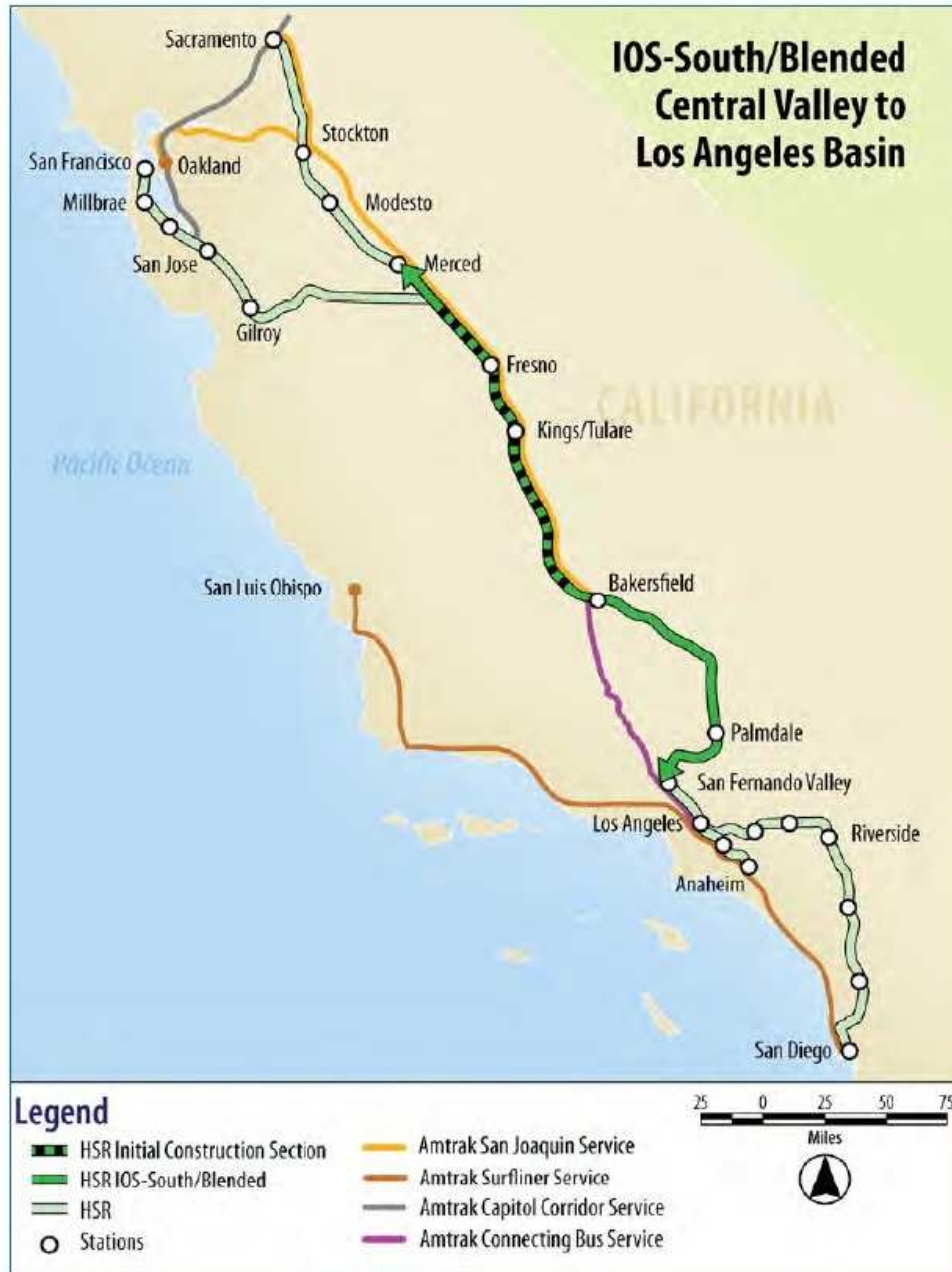 IOS-South/Blended
Central Valley to
Los Angeles Basin
Sacramento
Stockton
San Francisco
Oakland
Millbrae
Modesto
San Jose
Merced
Gilroy
Fresno
CALIFORNIA
Kings/Tulare
Pacific Ocean
San Luis Obispo
Bakersfield
Palmdale
San Fernando Valley
Los Angeles
Riverside
Anaheim
San Diego
Legend
HSR Initial Construction Section
HSR IOS-South/Blended
HSR
Stations
Amtrak San Joaquin Service
Amtrak Surfliner Service
Amtrak Capitol Corridor Service
Amtrak Connecting Bus Service
25 0 25 50 75
Miles